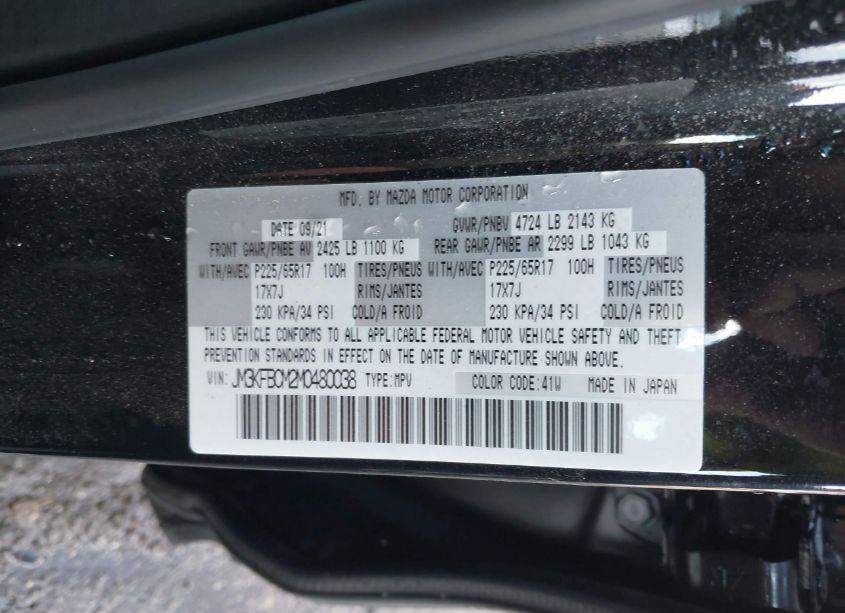 MFD. BY MAZDA MOTOR CORPORATION
DATE 09/21 GVWR/PNBV 4724 LB 2143 KG
FRONT GAWR/PNBE AV 2425 LB 1100 KG REAR GAWR/PNBE AR 2299 LB 1043 KG
WITH/AVEC P225/65R17 100H TIRES/PNEUS WITH/AVEC P225/65R17 100H TIRES/PNEUS
17X7J RIMS/JANTES 17X7J RIMS/JANTES
230 KPA/34 PSI COLD/A FROID 230 KPA/34 PSI COLD/A FROID
THIS VEHICLE CONFORMS TO ALL APPLICABLE FEDERAL MOTOR VEHICLE SAFETY AND THEFT
PREVENTION STANDARDS IN EFFECT ON THE DATE OF MANUFACTURE SHOWN ABOVE.
VIN: JM3KFBCM2M0480038 TYPE:MPV COLOR CODE:41W MADE IN JAPAN